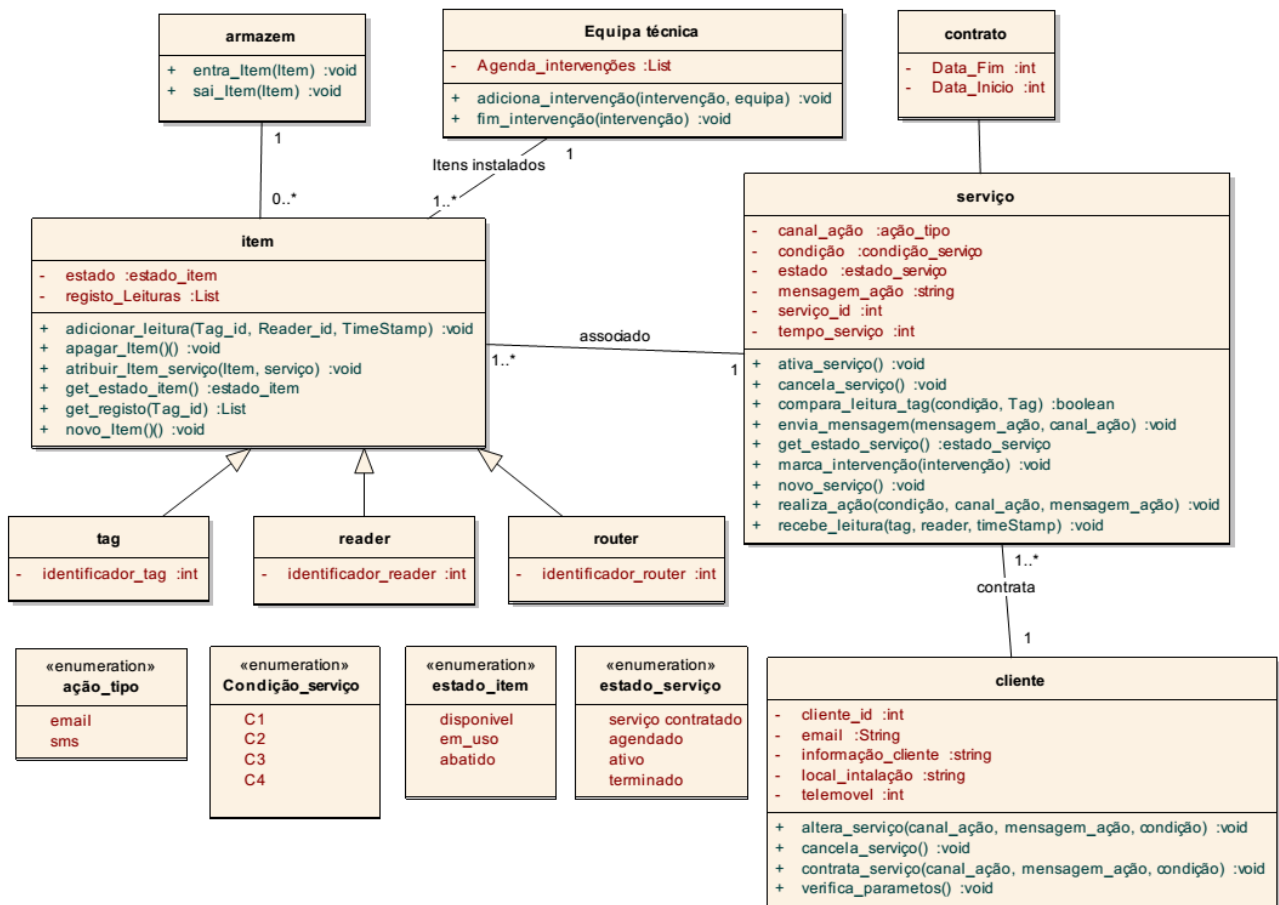 armazem
+ entra_Item(Item) :void
+ sai_Item(Item) :void
Equipa técnica
- Agenda_intervenções :List
+ adiciona_intervenção(intervenção, equipa) :void
+ fim_intervenção(intervenção) :void
contrato
- Data_Fim :int
- Data_Inicio :int
1
0..*
1
Itens instalados
1..*
item
- estado :estado_item
- registo_Leituras :List
+ adicionar_leitura(Tag_id, Reader_id, TimeStamp) :void
+ apagar_Item()() :void
+ atribuir_Item_serviço(Item, serviço) :void
+ get_estado_item() :estado_item
+ get_registo(Tag_id) :List
+ novo_Item()() :void
associado
1..*
1
serviço
- canal_ação :ação_tipo
- condição :condição_serviço
- estado :estado_serviço
- mensagem_ação :string
- serviço_id :int
- tempo_serviço :int
+ ativa_serviço() :void
+ cancela_serviço() :void
+ compara_leitura_tag(condição, Tag) :boolean
+ envia_mensagem(mensagem_ação, canal_ação) :void
+ get_estado_serviço() :estado_serviço
+ marca_intervenção(intervenção) :void
+ novo_serviço() :void
+ realiza_ação(condição, canal_ação, mensagem_ação) :void
+ recebe_leitura(tag, reader, timeStamp) :void
tag
- identificador_tag :int
reader
- identificador_reader :int
router
- identificador_router :int
1..*
contrata
1
«enumeration»
ação_tipo
email
sms
«enumeration»
Condição_serviço
C1
C2
C3
C4
«enumeration»
estado_item
disponivel
em_uso
abatido
«enumeration»
estado_serviço
serviço contratado
agendado
ativo
terminado
cliente
- cliente_id :int
- email :String
- informação_cliente :string
- local_intalação :string
- telemovel :int
+ altera_serviço(canal_ação, mensagem_ação, condição) :void
+ cancela_serviço() :void
+ contrata_serviço(canal_ação, mensagem_ação, condição) :void
+ verifica_parametos() :void